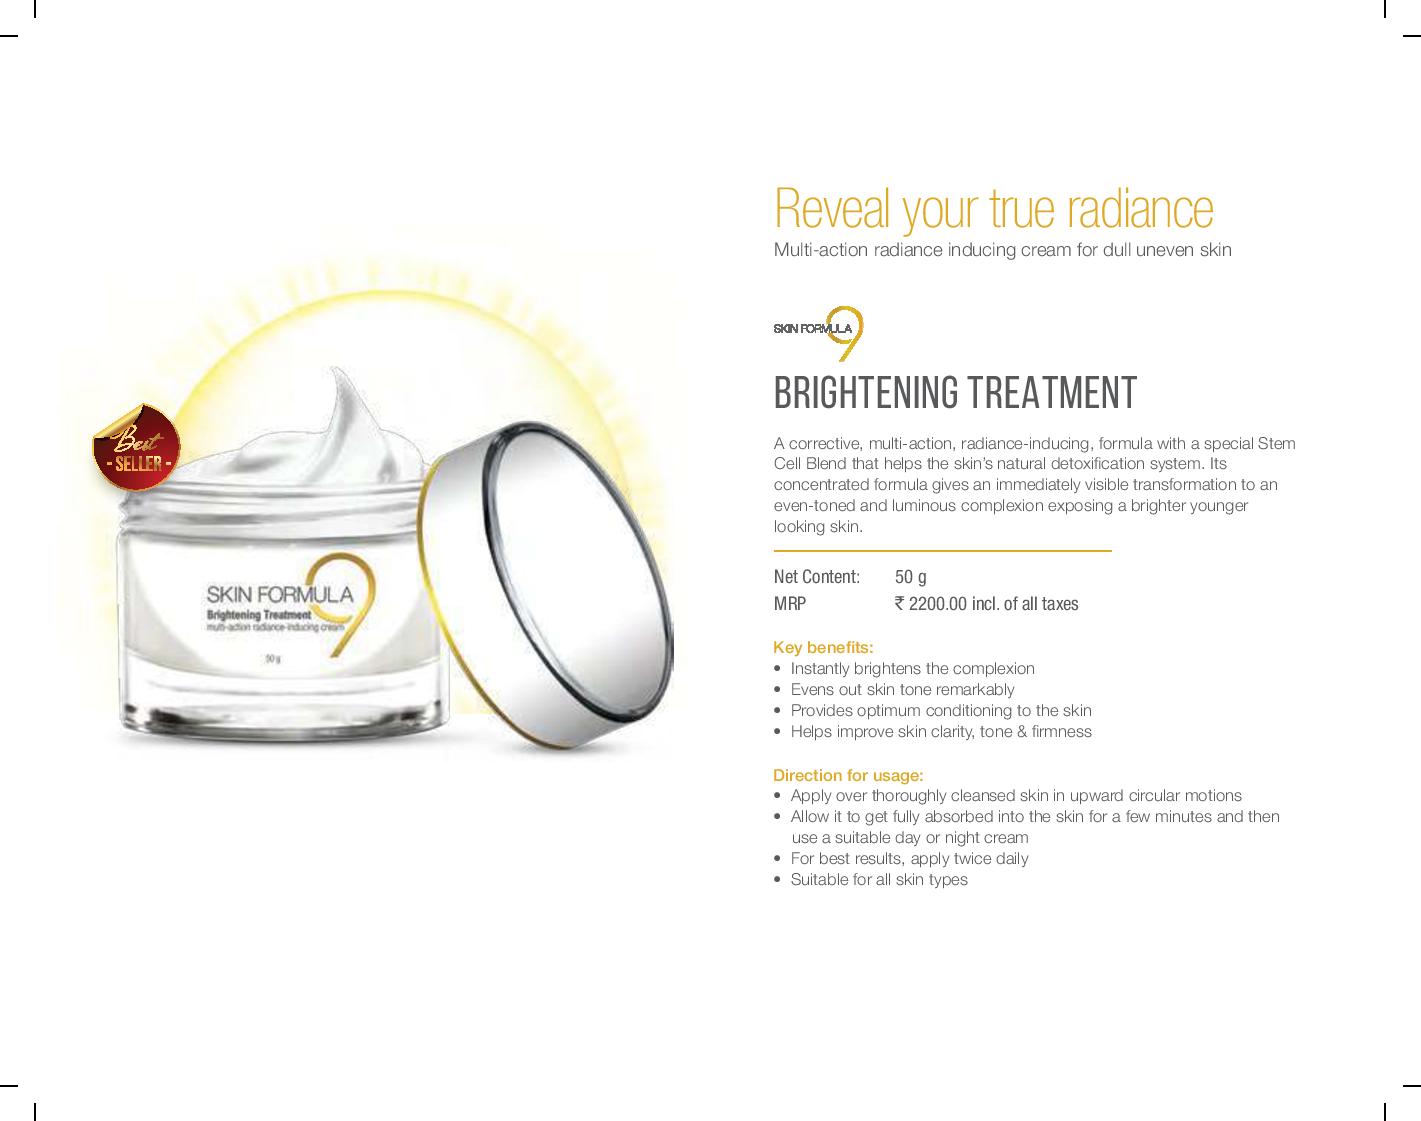 Reveal your true radiance
Multi-action radiance inducing cream for dull uneven skin
SKIN FORMULA 9
BRIGHTENING TREATMENT
A corrective, multi-action, radiance-inducing, formula with a special Stem
Cell Blend that helps the skin's natural detoxification system. Its
concentrated formula gives an immediately visible transformation to an
even-toned and luminous complexion exposing a brighter younger
looking skin.
Net Content: 50 g
MRP ₹ 2200.00 incl. of all taxes
Key benefits:
• Instantly brightens the complexion
• Evens out skin tone remarkably
• Provides optimum conditioning to the skin
• Helps improve skin clarity, tone & firmness
Direction for usage:
• Apply over thoroughly cleansed skin in upward circular motions
• Allow it to get fully absorbed into the skin for a few minutes and then
use a suitable day or night cream
• For best results, apply twice daily
• Suitable for all skin types
Best
- SELLER -
SKIN FORMULA 9
Brightening Treatment
multi-action radiance-inducing cream
50 g